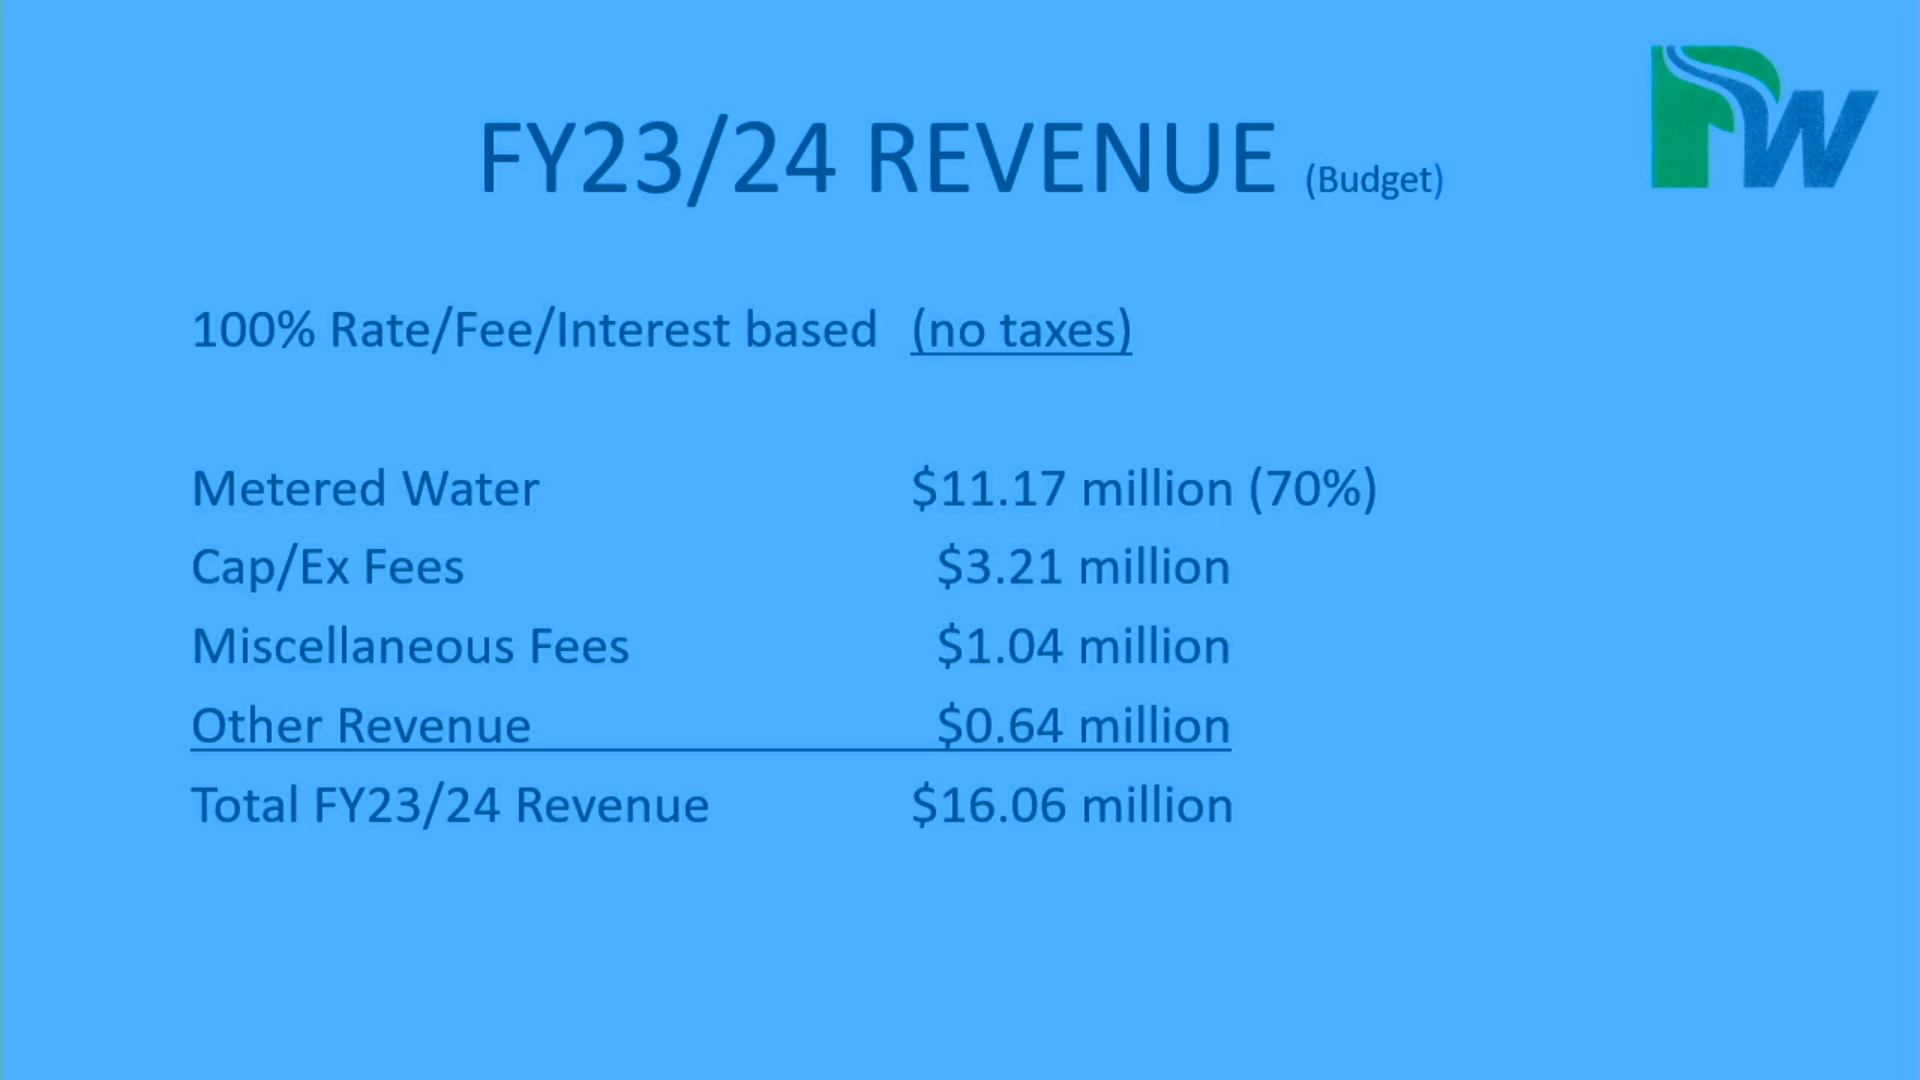 PW
FY23/24 REVENUE (Budget)
100% Rate/Fee/Interest based (no taxes)
Metered Water $11.17 million (70%)
Cap/Ex Fees $3.21 million
Miscellaneous Fees $1.04 million
Other Revenue $0.64 million
Total FY23/24 Revenue $16.06 million